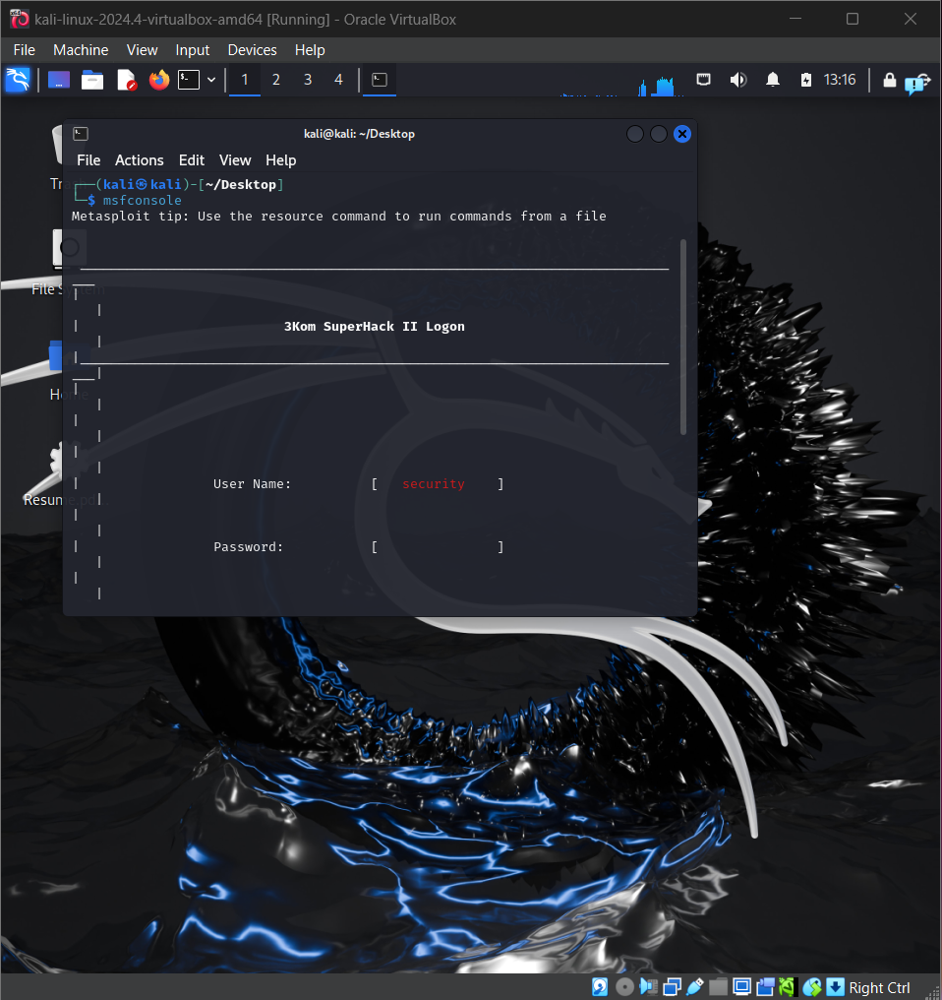 kali-linux-2024.4-virtualbox-amd64 [Running] - Oracle VirtualBox
File Machine View Input Devices Help
1 2 3 4 13:16
kali@kali: ~/Desktop
File Actions Edit View Help
(kali㉿kali)-[~/Desktop]
$ msfconsole
Metasploit tip: Use the resource command to run commands from a file
3Kom SuperHack II Logon
User Name: [ security ]
Password: [ ]
File
Resume.pd...
Right Ctrl